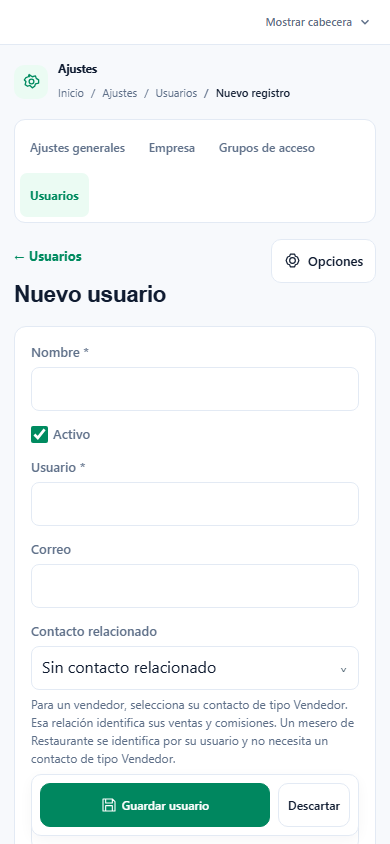 Mostrar cabecera
Ajustes
Inicio / Ajustes / Usuarios / Nuevo registro
Ajustes generales Empresa Grupos de acceso
Usuarios
← Usuarios
Opciones
Nuevo usuario
Nombre *
Activo
Usuario *
Correo
Contacto relacionado
Sin contacto relacionado
Para un vendedor, selecciona su contacto de tipo Vendedor.
Esa relación identifica sus ventas y comisiones. Un mesero de
Restaurante se identifica por su usuario y no necesita un
contacto de tipo Vendedor.
Guardar usuario Descartar